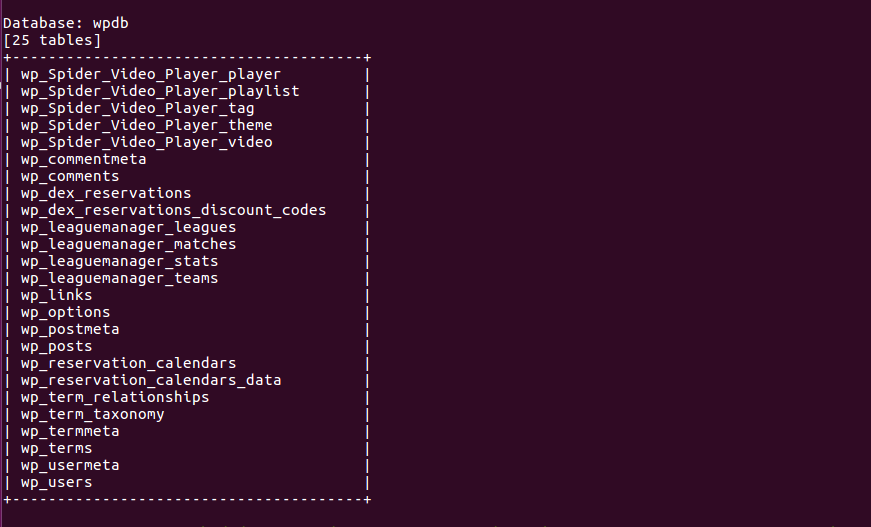 Database: wpdb
[25 tables]
+---------------------------------------+
| wp_Spider_Video_Player_player         |
| wp_Spider_Video_Player_playlist       |
| wp_Spider_Video_Player_tag            |
| wp_Spider_Video_Player_theme          |
| wp_Spider_Video_Player_video          |
| wp_commentmeta                        |
| wp_comments                           |
| wp_dex_reservations                   |
| wp_dex_reservations_discount_codes    |
| wp_leaguemanager_leagues              |
| wp_leaguemanager_matches              |
| wp_leaguemanager_stats                |
| wp_leaguemanager_teams                |
| wp_links                              |
| wp_options                            |
| wp_postmeta                           |
| wp_posts                              |
| wp_reservation_calendars              |
| wp_reservation_calendars_data         |
| wp_term_relationships                 |
| wp_term_taxonomy                      |
| wp_termmeta                           |
| wp_terms                              |
| wp_usermeta                           |
| wp_users                              |
+---------------------------------------+